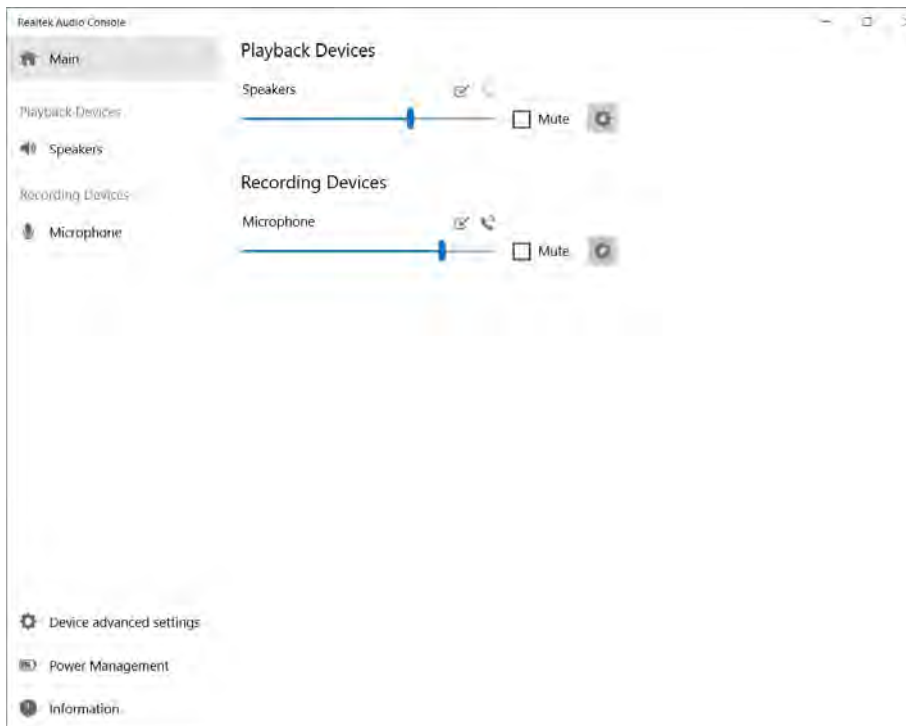 Realtek Audio Console
Main
Playback Devices
Speakers
Recording Devices
Microphone
Device advanced settings
Power Management
Information
Playback Devices
Speakers
Mute
Recording Devices
Microphone
Mute